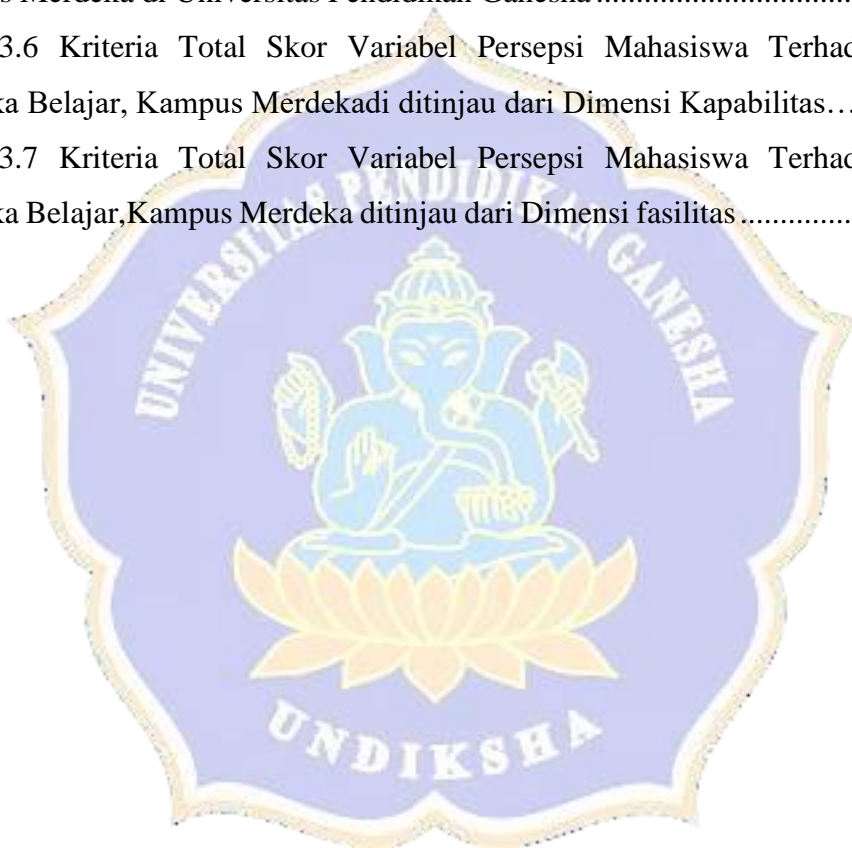 s Merdeka di Universitas Pendidikan Ganesha ................................
3.6 Kriteria Total Skor Variabel Persepsi Mahasiswa Terhad
ka Belajar, Kampus Merdekadi ditinjau dari Dimensi Kapabilitas…
3.7 Kriteria Total Skor Variabel Persepsi Mahasiswa Terhad
ka Belajar,Kampus Merdeka ditinjau dari Dimensi fasilitas ..............
UNIVERSITAS PENDIDIKAN GANESHA
UNDIKSHA